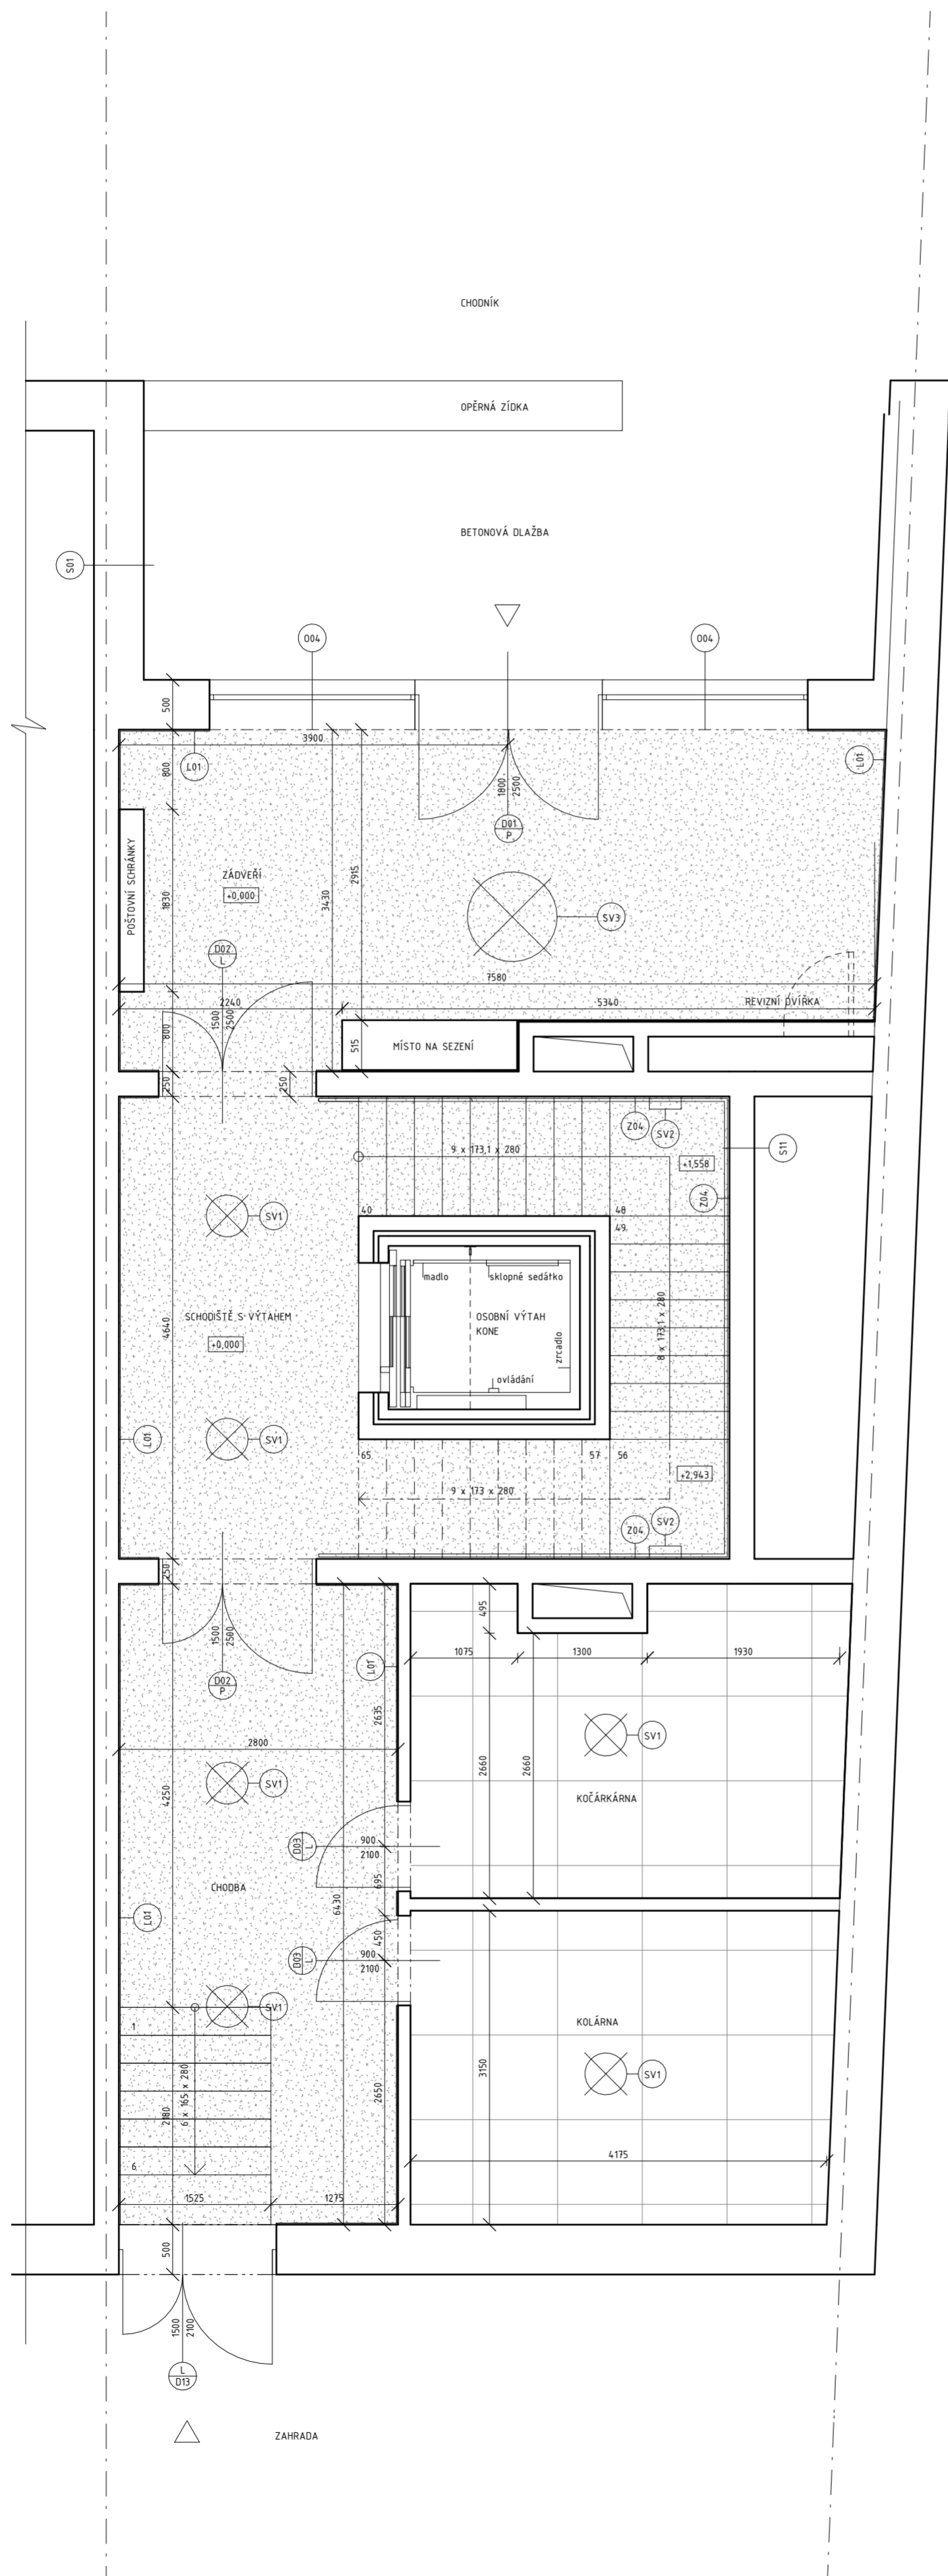 CHODNÍK
OPĚRNÁ ZÍDKA
BETONOVÁ DLAŽBA
S01
O04
O04
500
3900
L01
L01
800
1800
2500
D01
P
POŠTOVNÍ SCHRÁNKY
1830
ZÁDVEŘÍ
+0,000
3430
2915
SV3
D02
L
7580
2240
5340
REVIZNÍ DVÍŘKA
800
1500
2500
515
MÍSTO NA SEZENÍ
250
250
Z04
SV2
S11
9 x 173,1 x 280
+1,558
Z04
40
48
49
SV1
madlo
sklopné sedátko
SCHODIŠTĚ S VÝTAHEM
+0,000
4640
OSOBNÍ VÝTAH
KONE
zrcadlo
8 x 173,1 x 280
ovládání
L01
SV1
65
57
56
+2,943
9 x 173 x 280
Z04
SV2
250
1500
2500
495
1075
1300
1930
L01
D02
P
2635
SV1
2800
2660
2660
SV1
4250
KOČÁRKÁRNA
D03
L
900
2100
695
CHODBA
6430
L01
450
D03
L
900
2100
SV1
1
KOLÁRNA
3150
SV1
2180
6 x 165 x 280
2650
6
4175
1525
1275
500
1500
2100
L
D13
ZAHRADA